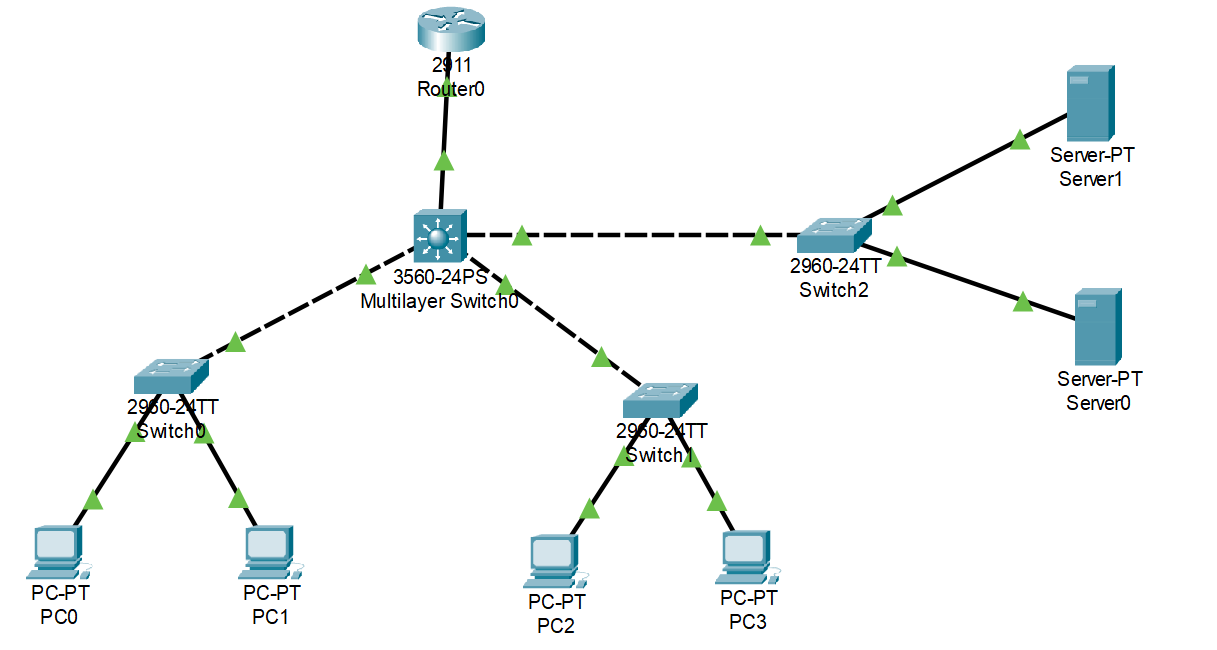 2911
Router0
Server-PT
Server1
3560-24PS
Multilayer Switch0
2960-24TT
Switch2
Server-PT
Server0
2960-24TT
Switch0
2960-24TT
Switch1
PC-PT
PC0
PC-PT
PC1
PC-PT
PC2
PC-PT
PC3